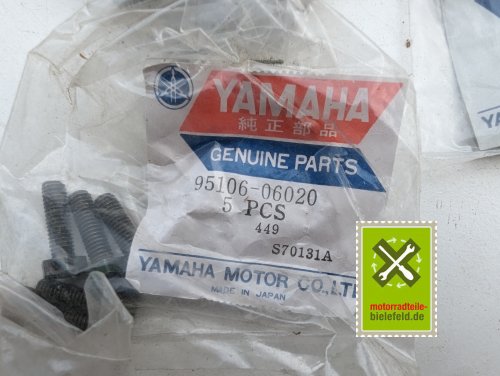 YAMAHA
純正部品
GENUINE PARTS
95106-06020
5 PCS
449
S70131A
YAMAHA MOTOR CO.,LT
MADE IN JAPAN
motorradteile-
bielefeld.de